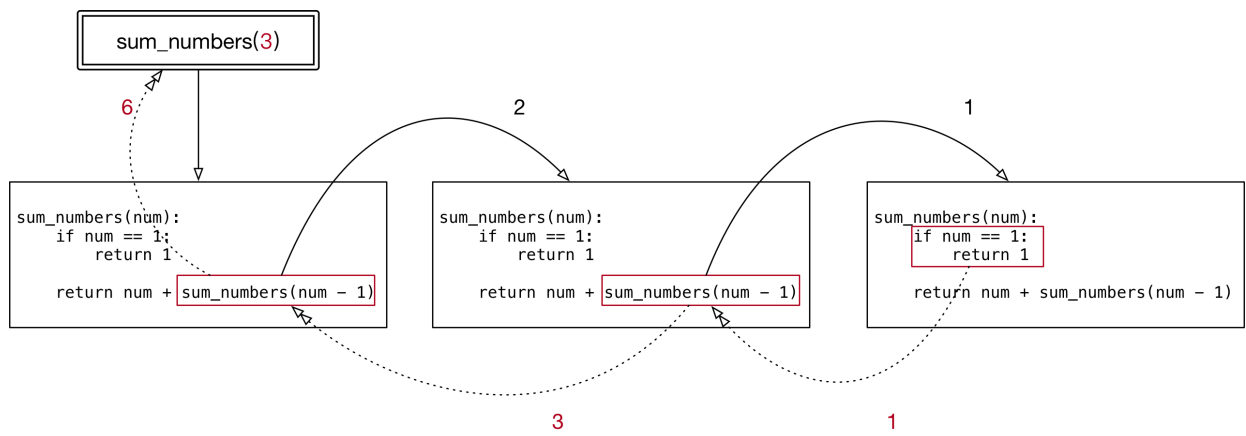 sum_numbers(3)
6
2
1
sum_numbers(num):
if num == 1:
return 1
return num + sum_numbers(num - 1)
sum_numbers(num):
if num == 1:
return 1
return num + sum_numbers(num - 1)
sum_numbers(num):
if num == 1:
return 1
return num + sum_numbers(num - 1)
3
1